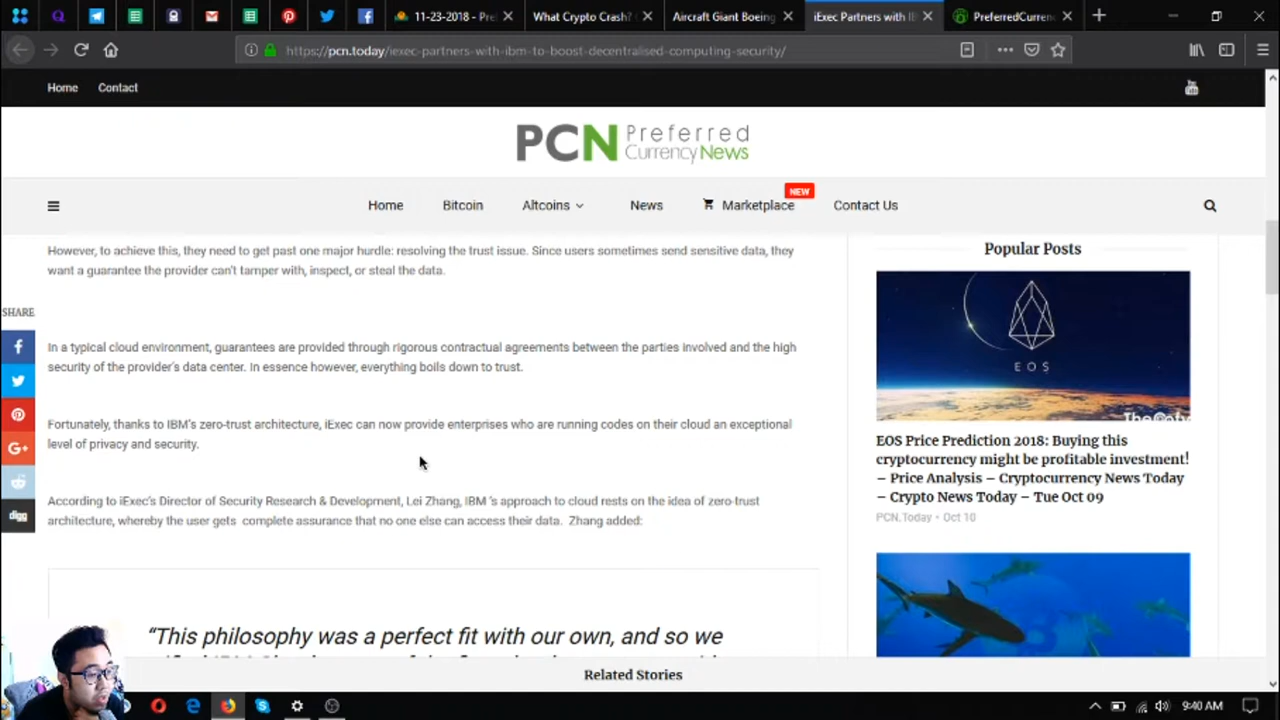 11-23-2018 - Pre
What Crypto Crash?
Aircraft Giant Boeing
iExec Partners with IB
PreferredCurren
https://pcn.today/iexec-partners-with-ibm-to-boost-decentralised-computing-security/
Home Contact
PCN Preferred
Currency News
NEW
Home Bitcoin Altcoins News Marketplace Contact Us
However, to achieve this, they need to get past one major hurdle: resolving the trust issue. Since users sometimes send sensitive data, they
want a guarantee the provider can't tamper with, inspect, or steal the data.
SHARE
In a typical cloud environment, guarantees are provided through rigorous contractual agreements between the parties involved and the high
security of the provider's data center. In essence however, everything boils down to trust.
Fortunately, thanks to IBM's zero-trust architecture, iExec can now provide enterprises who are running codes on their cloud an exceptional
level of privacy and security.
According to iExec's Director of Security Research & Development, Lei Zhang, IBM 's approach to cloud rests on the idea of zero-trust
architecture, whereby the user gets complete assurance that no one else can access their data. Zhang added:
G+
digg
“This philosophy was a perfect fit with our own, and so we
Popular Posts
EOS
EOS Price Prediction 2018: Buying this
cryptocurrency might be profitable investment!
– Price Analysis – Cryptocurrency News Today
– Crypto News Today – Tue Oct 09
PCN.Today • Oct 10
Related Stories
9:40 AM